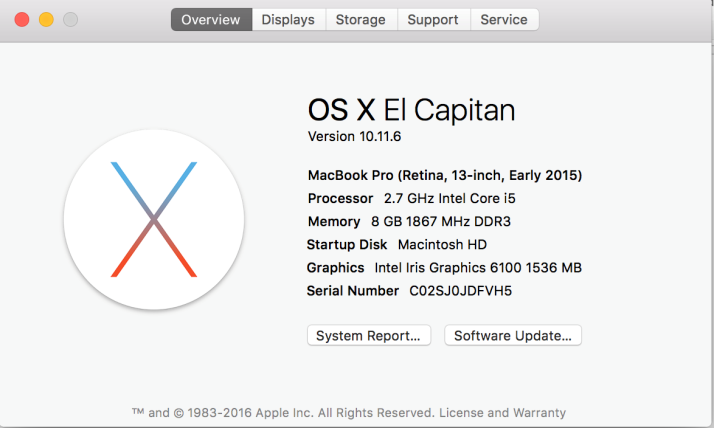 Overview Displays Storage Support Service
OS X El Capitan
Version 10.11.6
MacBook Pro (Retina, 13-inch, Early 2015)
Processor 2.7 GHz Intel Core i5
Memory 8 GB 1867 MHz DDR3
Startup Disk Macintosh HD
Graphics Intel Iris Graphics 6100 1536 MB
Serial Number C02SJ0JDFVH5
System Report... Software Update...
™ and © 1983-2016 Apple Inc. All Rights Reserved. License and Warranty